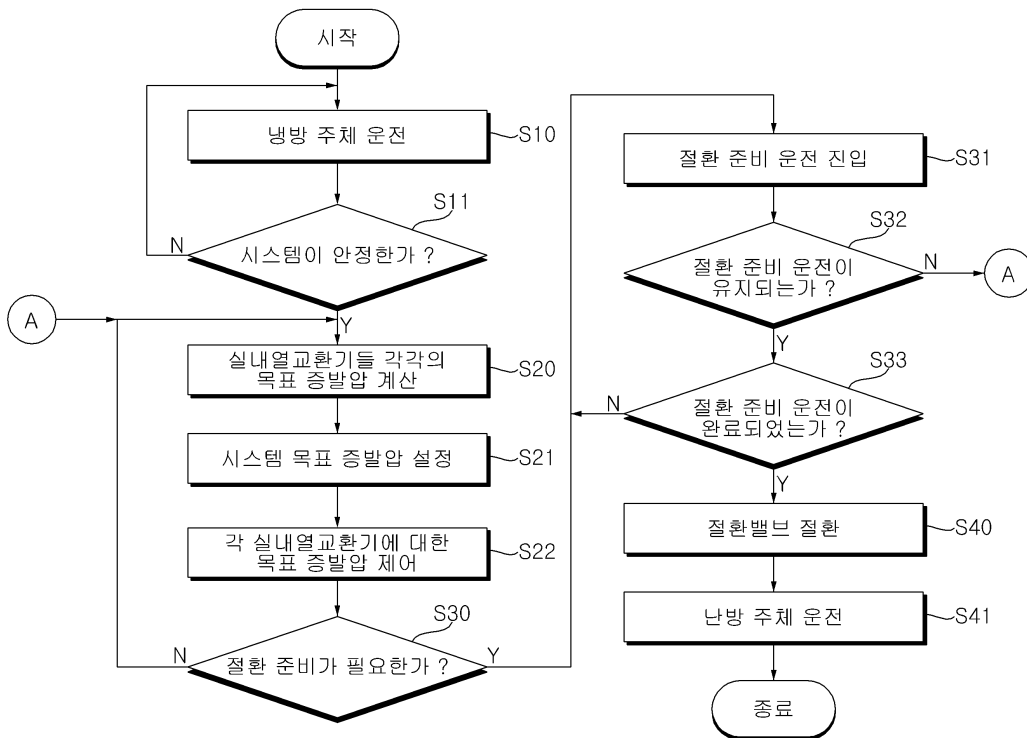 시작
냉방 주체 운전
S10
S11
시스템이 안정한가 ?
N
Y
A
실내열교환기들 각각의
목표 증발압 계산
S20
시스템 목표 증발압 설정
S21
각 실내열교환기에 대한
목표 증발압 제어
S22
S30
절환 준비가 필요한가 ?
N
Y
절환 준비 운전 진입
S31
S32
절환 준비 운전이
유지되는가 ?
N
A
Y
S33
절환 준비 운전이
완료되었는가 ?
N
Y
절환밸브 절환
S40
난방 주체 운전
S41
종료